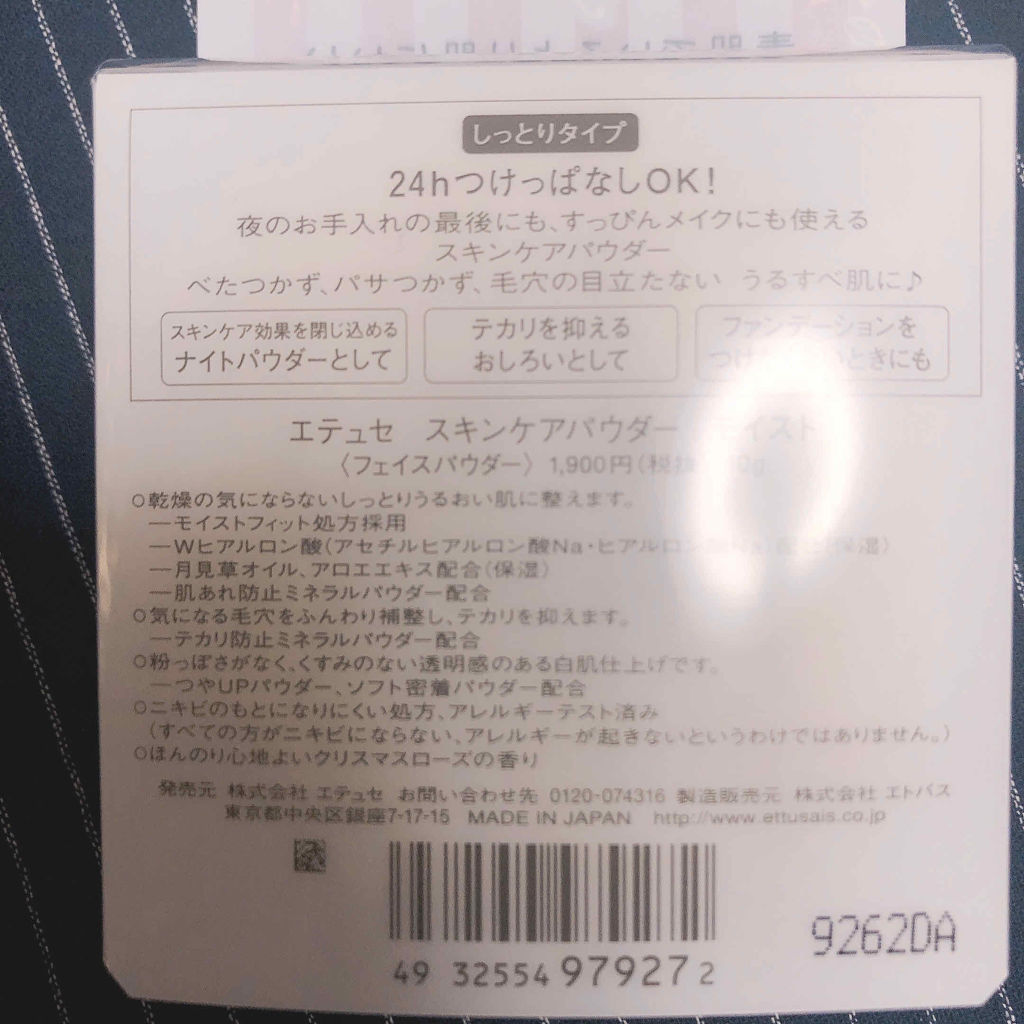 しっとりタイプ
24hつけっぱなしOK!
夜のお手入れの最後にも、すっぴんメイクにも使える
スキンケアパウダー
べたつかず、パサつかず、毛穴の目立たない うるすべ肌に♪
スキンケア効果を閉じ込める
ナイトパウダーとして
テカリを抑える
おしろいとして
ファンデーションを
つけ ときにも
エテュセ スキンケアパウダー モイスト
〈フェイスパウダー〉 1,900円(税抜
○乾燥の気にならないしっとりうるおい肌に整えます。
―モイストフィット処方採用
―Wヒアルロン酸(アセチルヒアルロン酸Na・ヒアルロン 配合(保湿)
―月見草オイル、アロエエキス配合(保湿)
―肌あれ防止ミネラルパウダー配合
○気になる毛穴をふんわり補整し、テカリを抑えます。
―テカリ防止ミネラルパウダー配合
○粉っぽさがなく、くすみのない透明感のある白肌仕上げです。
―つやUPパウダー、ソフト密着パウダー配合
○ニキビのもとになりにくい処方、アレルギーテスト済み
(すべての方がニキビにならない、アレルギーが起きないというわけではありません。)
○ほんのり心地よいクリスマスローズの香り
発売元 株式会社 エテュセ お問い合わせ先 0120-074316 製造販売元 株式会社 エトバス
東京都中央区銀座7-17-15 MADE IN JAPAN http://www.ettusais.co.jp
9262DA
49 32554 97927 2